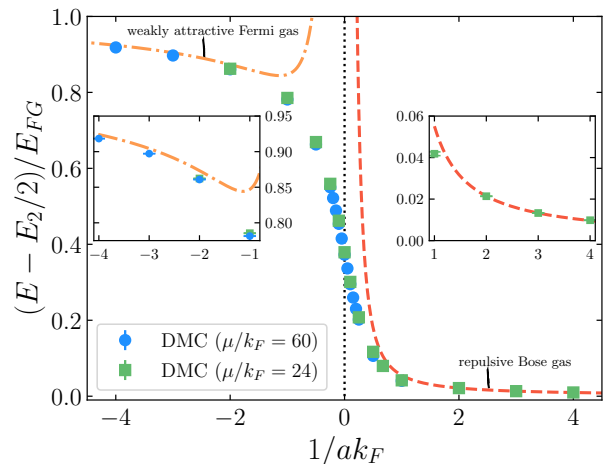 1.0
0.8
0.6
0.4
0.2
0.0
(E − E₂/2)/E_FG
weakly attractive Fermi gas
0.95
0.90
0.85
0.80
−4 −3 −2 −1
0.06
0.04
0.02
0.00
1 2 3 4
DMC (μ/k_F = 60)
DMC (μ/k_F = 24)
repulsive Bose gas
−4 −2 0 2 4
1/ak_F